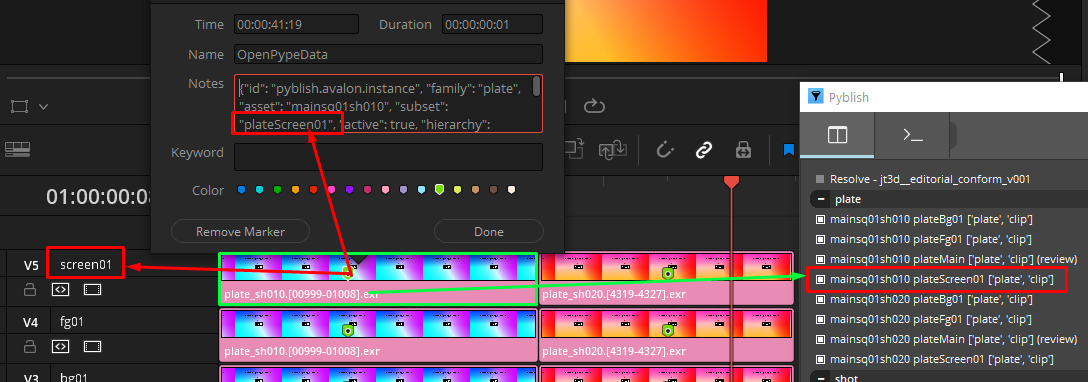 Time
00:00:41:19
Duration
00:00:00:01
Name
OpenPypeData
Notes
{"id": "pyblish.avalon.instance", "family": "plate",
"asset": "mainsq01sh010", "subset":
"plateScreen01", "active": true, "hierarchy":
Keyword
Color
Remove Marker
Done
01:00:00:0
V5
screen01
plate_sh010.[00999-01008].exr
plate_sh020.[4319-4327].exr
V4
fg01
plate_sh010.[00999-01008].exr
plate_sh020.[4319-4327].exr
V3
bg01
Pyblish
Resolve - jt3d__editorial_conform_v001
plate
mainsq01sh010 plateBg01 ['plate', 'clip']
mainsq01sh010 plateFg01 ['plate', 'clip']
mainsq01sh010 plateMain ['plate', 'clip'] (review)
mainsq01sh010 plateScreen01 ['plate', 'clip']
mainsq01sh020 plateBg01 ['plate', 'clip']
mainsq01sh020 plateFg01 ['plate', 'clip']
mainsq01sh020 plateMain ['plate', 'clip'] (review)
mainsq01sh020 plateScreen01 ['plate', 'clip']
shot